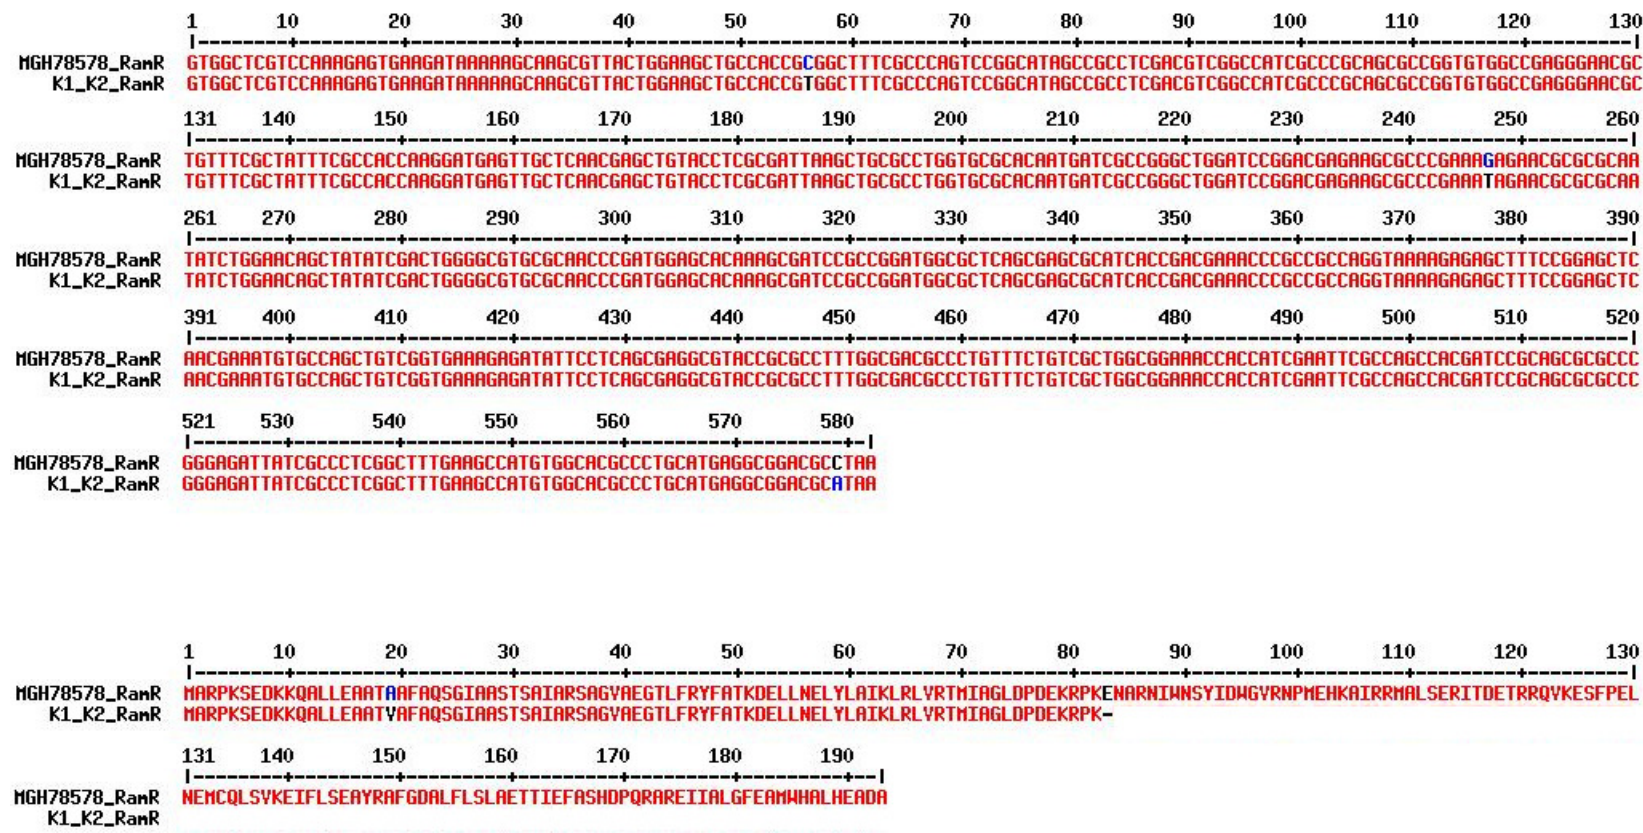 1 10 20 30 40 50 60 70 80 90 100 110 120 130
MGH78578_RamR GTGGCTCGTCCAAAGAGTGAAGATAAAAAGCAAGCGTTACTGGAAGCTGCCACCGCGGCTTTCGCCCAGTCCGGCATAGCCGCCTCGACGTCGGCCATCGCCCGCAGCGCCGGTGTGGCCGAGGGAACGC
K1_K2_RamR GTGGCTCGTCCAAAGAGTGAAGATAAAAAGCAAGCGTTACTGGAAGCTGCCACCGTGGCTTTCGCCCAGTCCGGCATAGCCGCCTCGACGTCGGCCATCGCCCGCAGCGCCGGTGTGGCCGAGGGAACGC
131 140 150 160 170 180 190 200 210 220 230 240 250 260
MGH78578_RamR TGTTTCGCTATTTCGCCACCAAGGATGAGTTGCTCAACGAGCTGTACCTCGCGATTAAGCTGCGCCTGGTGCGCACAATGATCGCCGGGCTGGATCCGGACGAGAAGCGCCCGAAAGAGAACGCGCGCAA
K1_K2_RamR TGTTTCGCTATTTCGCCACCAAGGATGAGTTGCTCAACGAGCTGTACCTCGCGATTAAGCTGCGCCTGGTGCGCACAATGATCGCCGGGCTGGATCCGGACGAGAAGCGCCCGAAATAGAACGCGCGCAA
261 270 280 290 300 310 320 330 340 350 360 370 380 390
MGH78578_RamR TATCTGGAACAGCTATATCGACTGGGGCGTGCGCAACCCGATGGAGCACAAAGCGATCCGCCGGATGGCGCTCAGCGAGCGCATCACCGACGAAACCCGCCGCCAGGTAAAAGAGAGCTTTCCGGAGCTC
K1_K2_RamR TATCTGGAACAGCTATATCGACTGGGGCGTGCGCAACCCGATGGAGCACAAAGCGATCCGCCGGATGGCGCTCAGCGAGCGCATCACCGACGAAACCCGCCGCCAGGTAAAAGAGAGCTTTCCGGAGCTC
391 400 410 420 430 440 450 460 470 480 490 500 510 520
MGH78578_RamR AACGAAATGTGCCAGCTGTCGGTGAAAGAGATATTCCTCAGCGAGGCGTACCGCGCCTTTGGCGACGCCCTGTTTCTGTCGCTGGCGGAAACCACCATCGAATTCGCCAGCCACGATCCGCAGCGCGCCC
K1_K2_RamR AACGAAATGTGCCAGCTGTCGGTGAAAGAGATATTCCTCAGCGAGGCGTACCGCGCCTTTGGCGACGCCCTGTTTCTGTCGCTGGCGGAAACCACCATCGAATTCGCCAGCCACGATCCGCAGCGCGCCC
521 530 540 550 560 570 580
MGH78578_RamR GGGAGATTATCGCCCTCGGCTTTGAAGCCATGTGGCACGCCCTGCATGAGGCGGACGCCTAA
K1_K2_RamR GGGAGATTATCGCCCTCGGCTTTGAAGCCATGTGGCACGCCCTGCATGAGGCGGACGCATAA
1 10 20 30 40 50 60 70 80 90 100 110 120 130
MGH78578_RamR MARPKSEDKKQALLEAATAAFAQSGIAASTSAIARSAGVAEGTLFRYFATKDELLNELYLAIKLRLVRTMIAGLDPDEKRPKENARNIWNSYIDWGVRNPMEHKAIRRMALSERITDETRRQVKESFPEL
K1_K2_RamR MARPKSEDKKQALLEAATVAFAQSGIAASTSAIARSAGVAEGTLFRYFATKDELLNELYLAIKLRLVRTMIAGLDPDEKRPK-
131 140 150 160 170 180 190
MGH78578_RamR NEMCQLSVKEIFLSEAYRAFGDALFLSLAETTIEFASHDPQRAREIIALGFEAMWHALHEADA
K1_K2_RamR